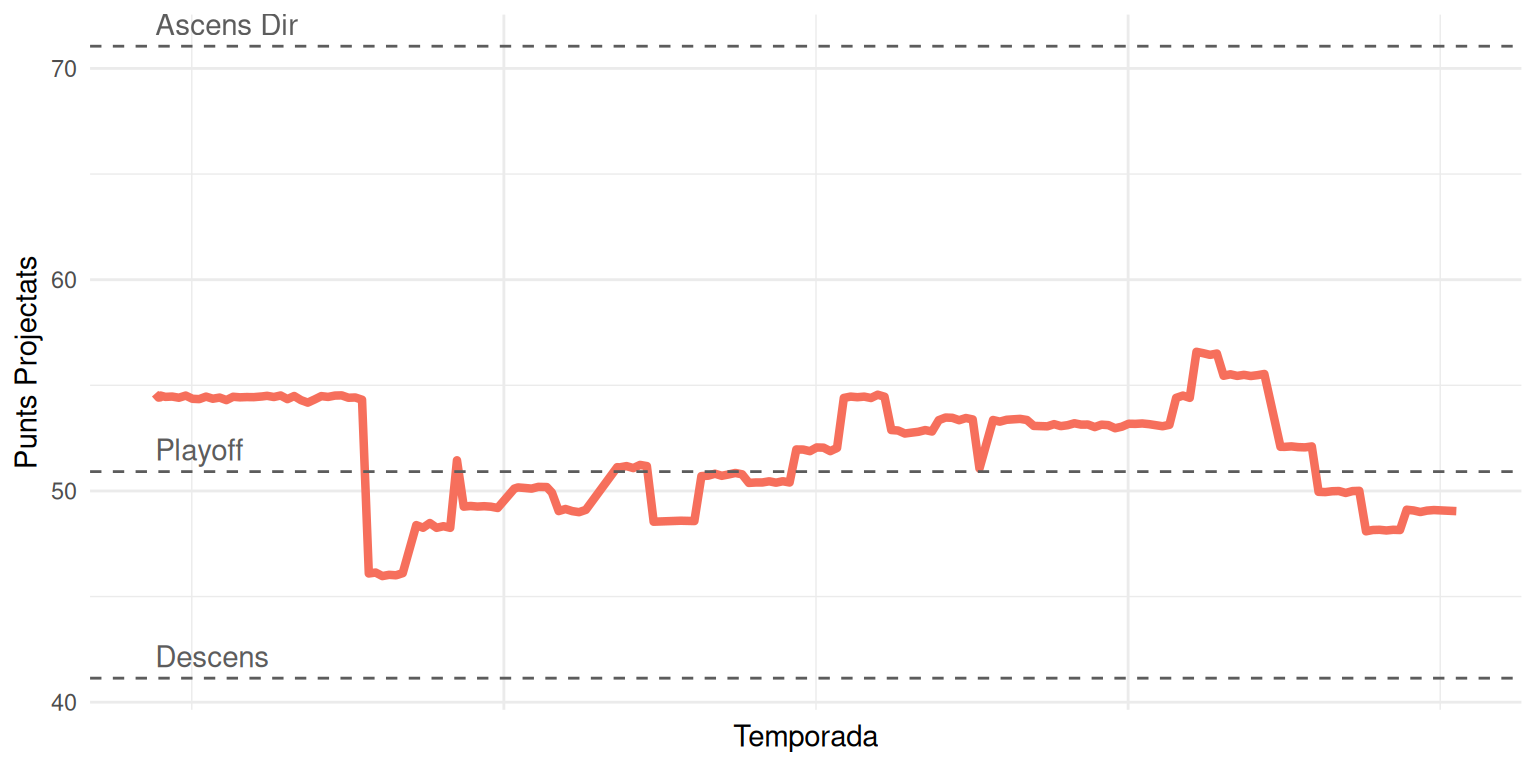 Ascens Dir
70
60
Playoff
50
Descens
40
Punts Projectats
Temporada